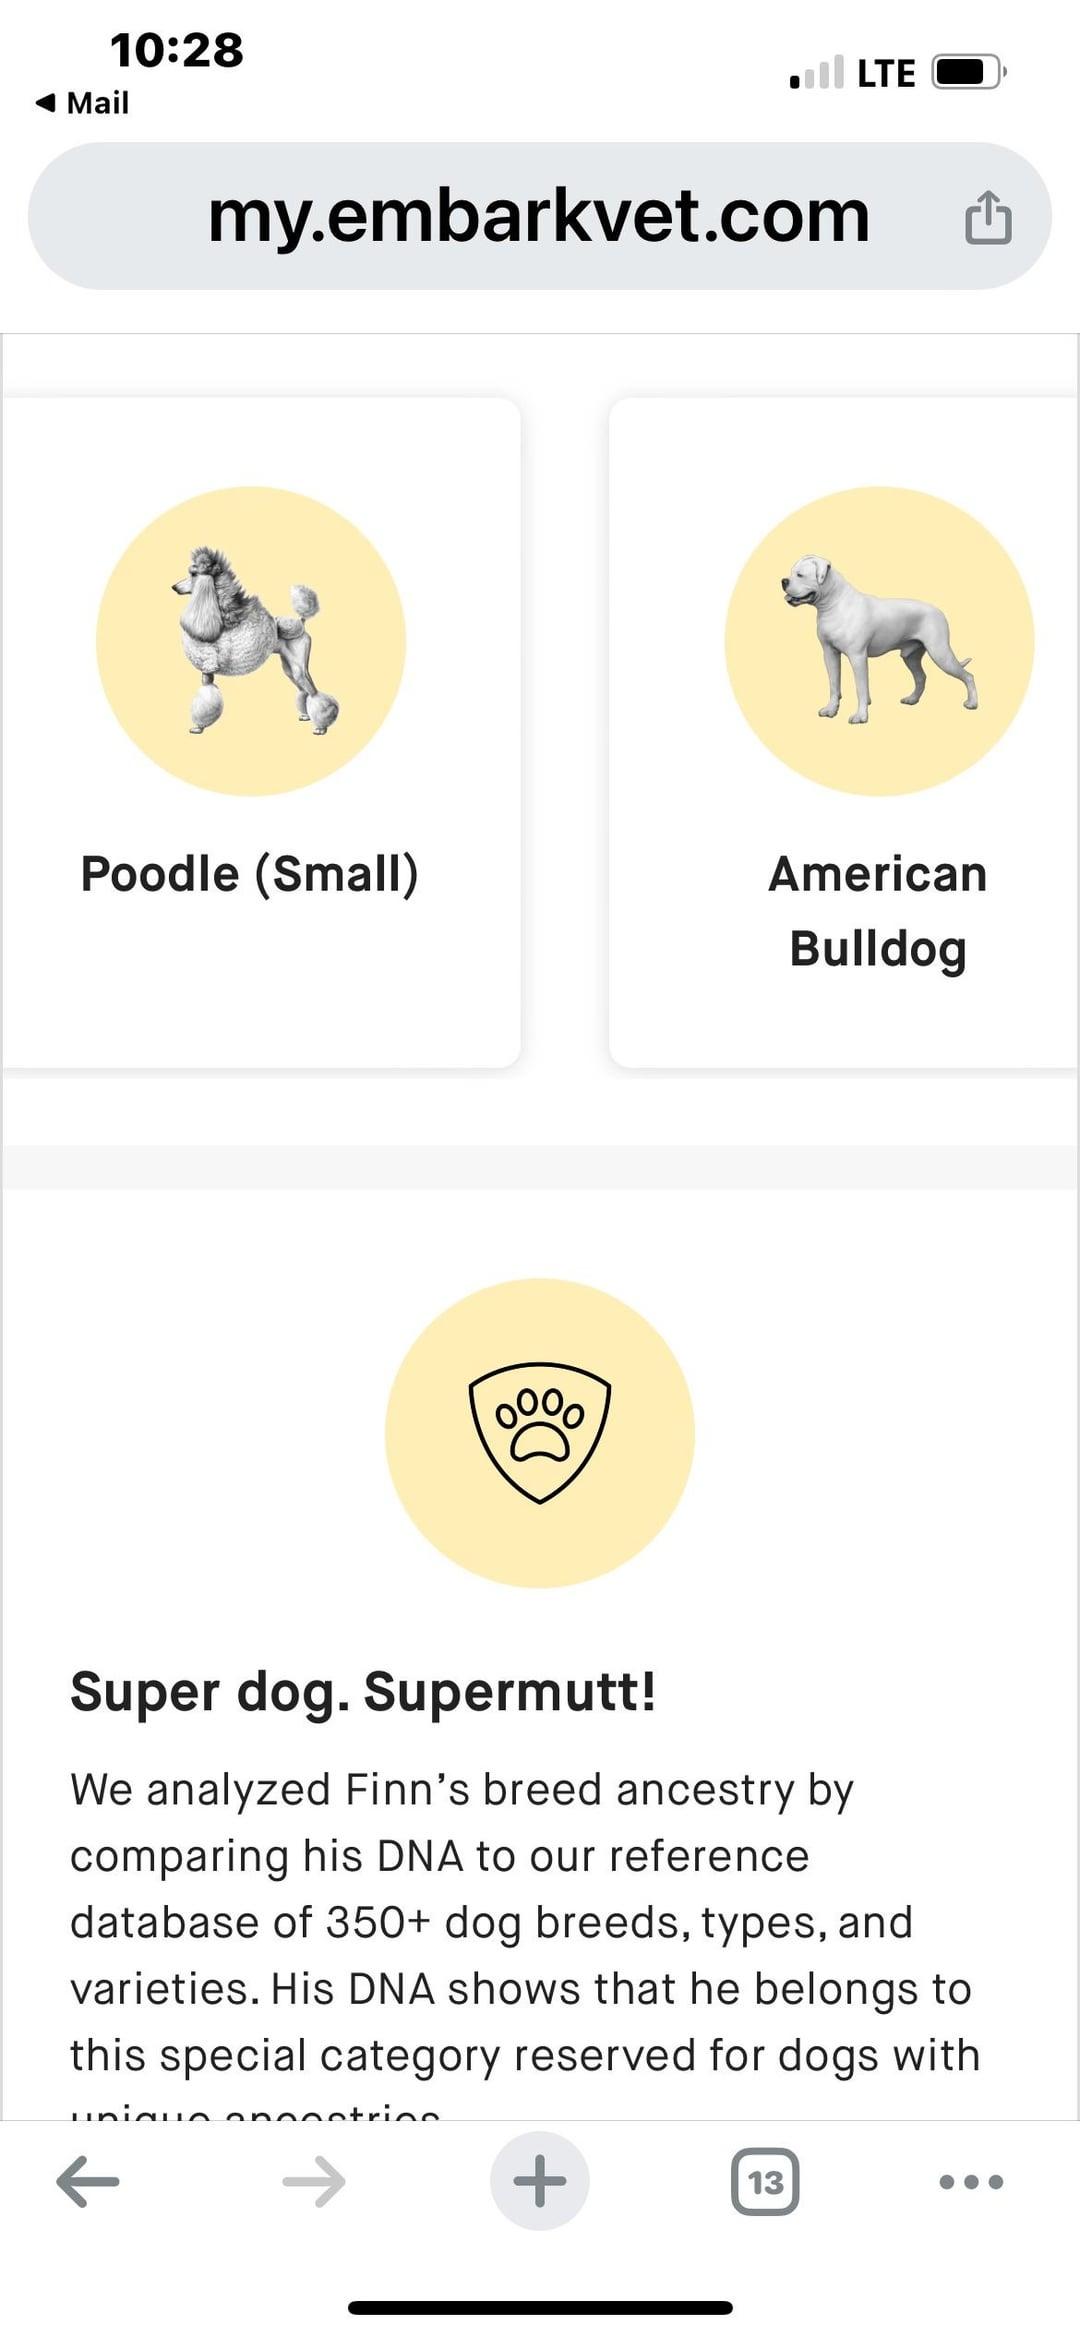 10:28
LTE
◀ Mail
my.embarkvet.com
Poodle (Small)
American
Bulldog
Super dog. Supermutt!
We analyzed Finn’s breed ancestry by
comparing his DNA to our reference
database of 350+ dog breeds, types, and
varieties. His DNA shows that he belongs to
this special category reserved for dogs with
unique ancestries
13